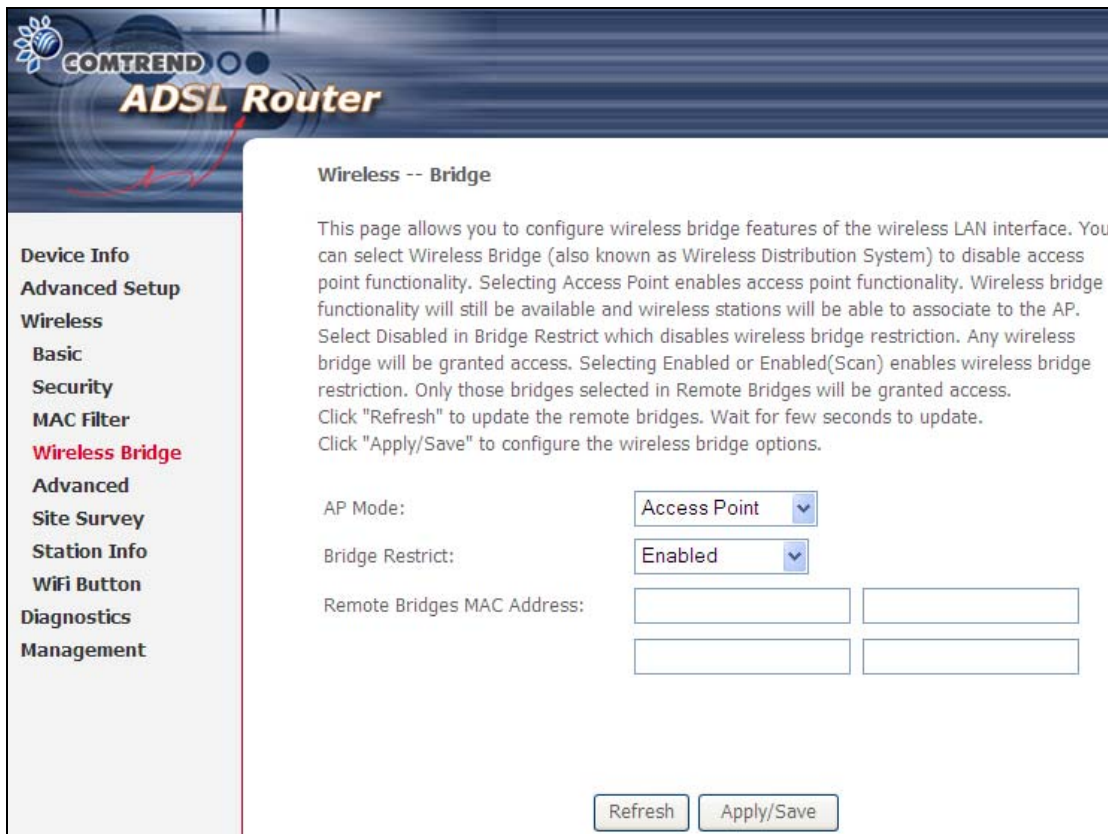 COMTREND
ADSL Router
Device Info
Advanced Setup
Wireless
Basic
Security
MAC Filter
Wireless Bridge
Advanced
Site Survey
Station Info
WiFi Button
Diagnostics
Management
Wireless -- Bridge
This page allows you to configure wireless bridge features of the wireless LAN interface. You
can select Wireless Bridge (also known as Wireless Distribution System) to disable access
point functionality. Selecting Access Point enables access point functionality. Wireless bridge
functionality will still be available and wireless stations will be able to associate to the AP.
Select Disabled in Bridge Restrict which disables wireless bridge restriction. Any wireless
bridge will be granted access. Selecting Enabled or Enabled(Scan) enables wireless bridge
restriction. Only those bridges selected in Remote Bridges will be granted access.
Click "Refresh" to update the remote bridges. Wait for few seconds to update.
Click "Apply/Save" to configure the wireless bridge options.
AP Mode: Access Point
Bridge Restrict: Enabled
Remote Bridges MAC Address:
Refresh Apply/Save